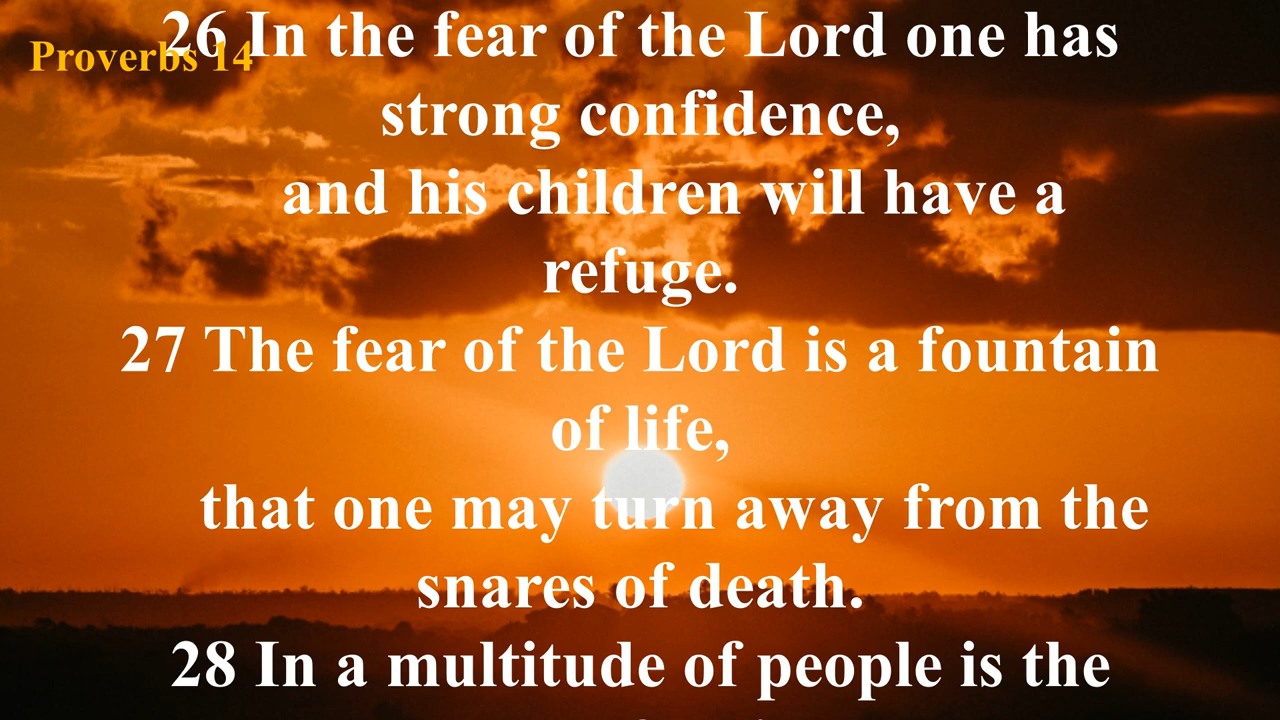 Proverbs 14
26 In the fear of the Lord one has
strong confidence,
and his children will have a
refuge.
27 The fear of the Lord is a fountain
of life,
that one may turn away from the
snares of death.
28 In a multitude of people is the